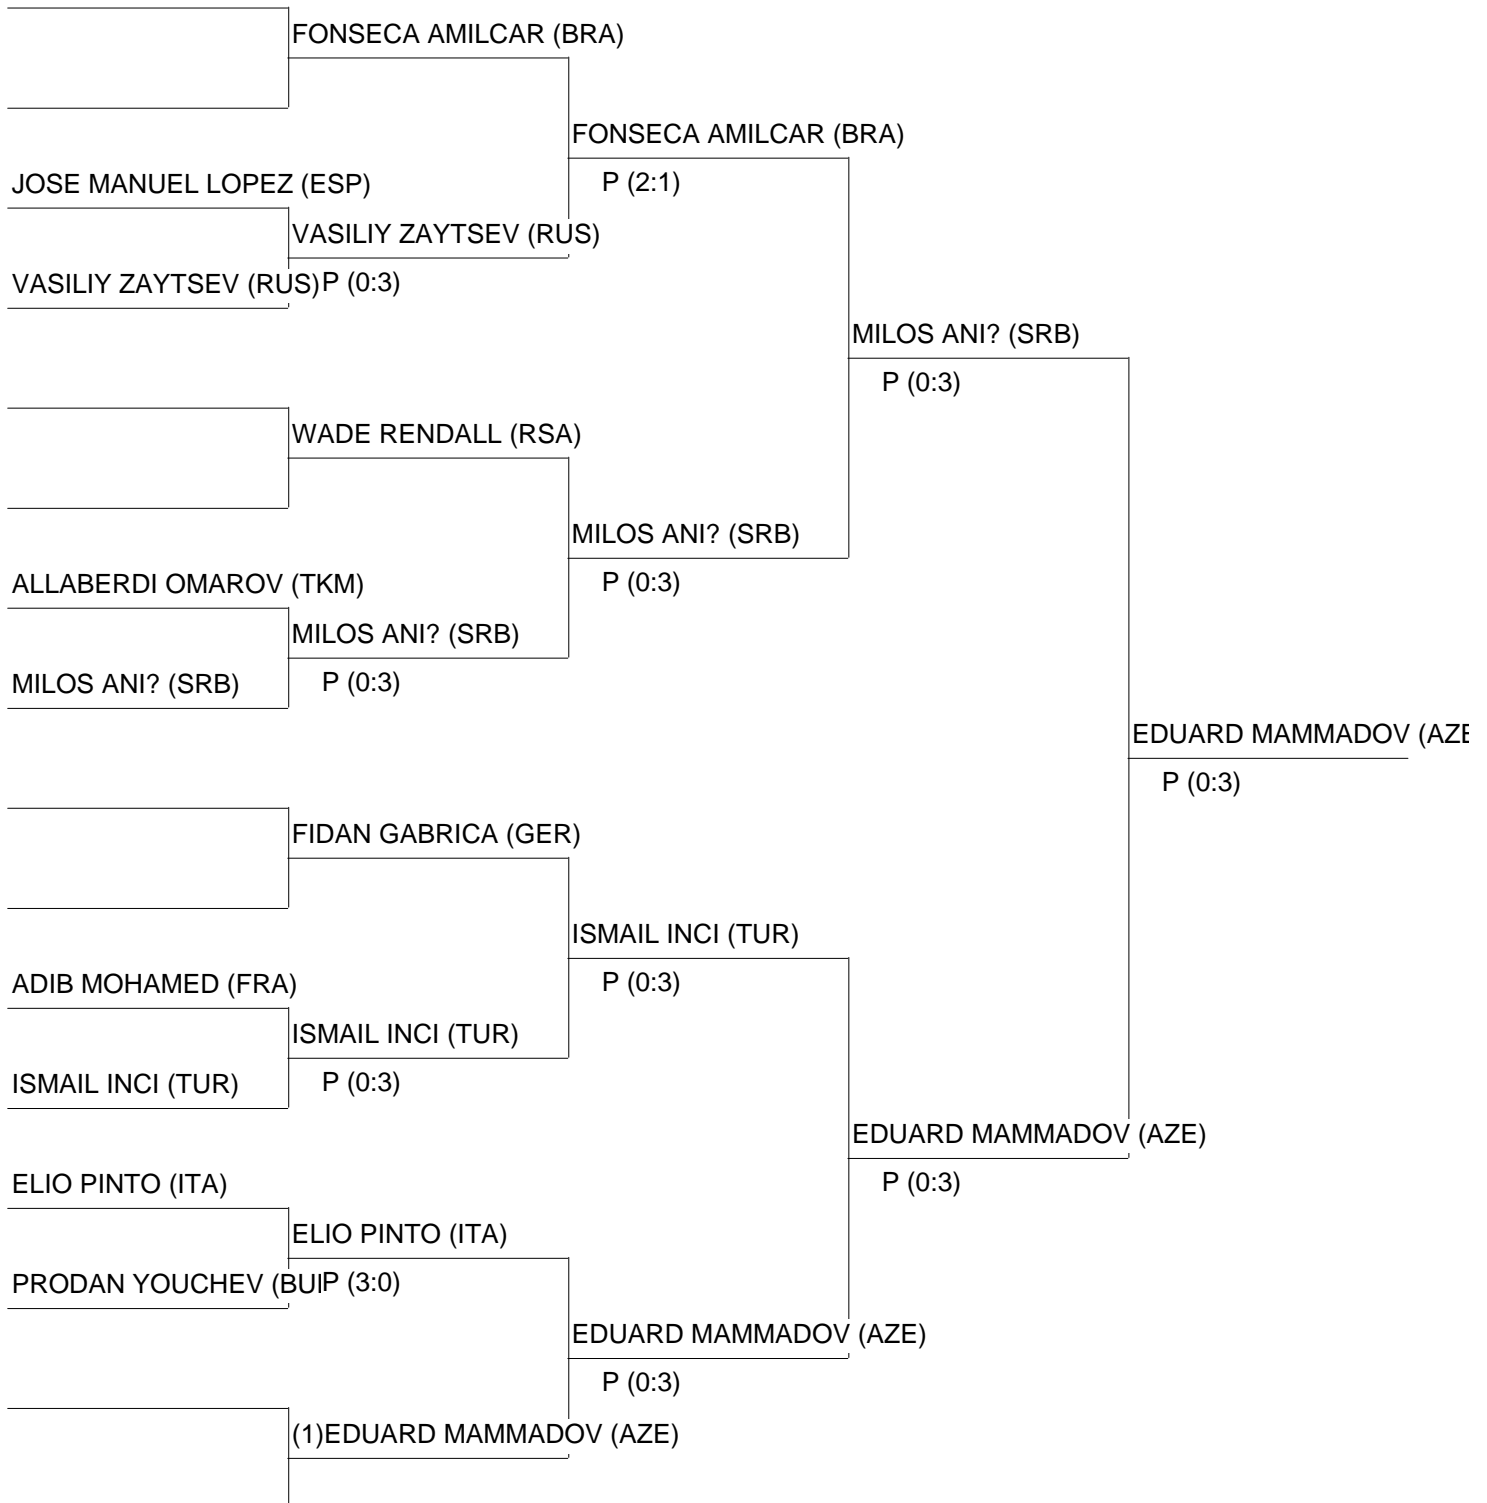 FONSECA AMILCAR (BRA)
FONSECA AMILCAR (BRA)
P (2:1)
JOSE MANUEL LOPEZ (ESP)
VASILIY ZAYTSEV (RUS)
VASILIY ZAYTSEV (RUS) P (0:3)
MILOS ANI? (SRB)
P (0:3)
WADE RENDALL (RSA)
MILOS ANI? (SRB)
P (0:3)
ALLABERDI OMAROV (TKM)
MILOS ANI? (SRB)
MILOS ANI? (SRB) P (0:3)
EDUARD MAMMADOV (AZE
P (0:3)
FIDAN GABRICA (GER)
ISMAIL INCI (TUR)
P (0:3)
ADIB MOHAMED (FRA)
ISMAIL INCI (TUR)
ISMAIL INCI (TUR) P (0:3)
EDUARD MAMMADOV (AZE)
P (0:3)
ELIO PINTO (ITA)
ELIO PINTO (ITA)
PRODAN YOUCHEV (BUI P (3:0)
EDUARD MAMMADOV (AZE)
P (0:3)
(1)EDUARD MAMMADOV (AZE)